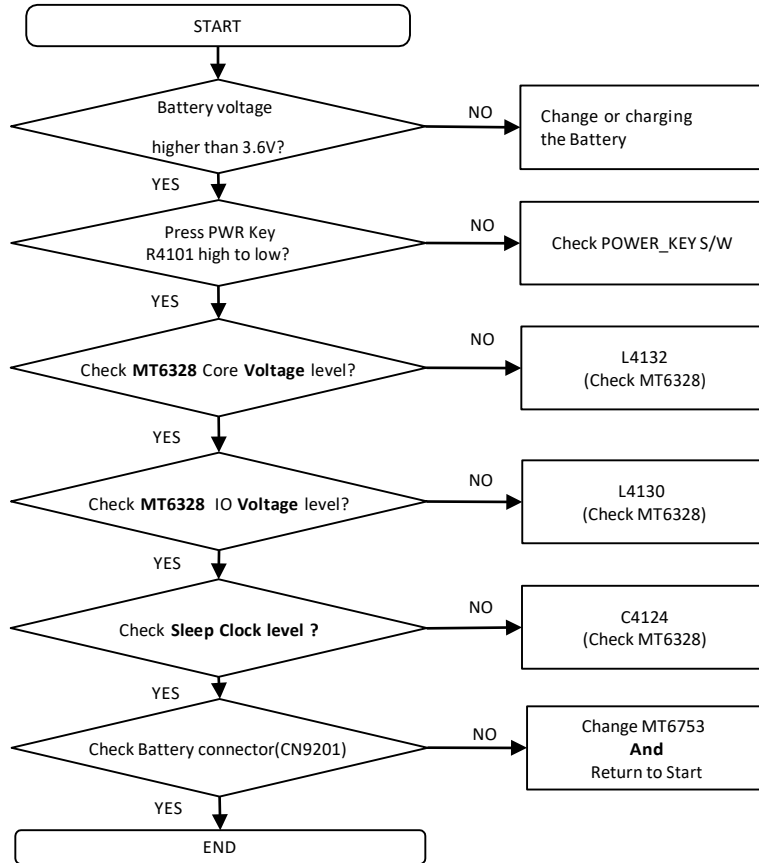 START
Battery voltage
higher than 3.6V?
NO
Change or charging
the Battery
YES
Press PWR Key
R4101 high to low?
NO
Check POWER_KEY S/W
YES
Check MT6328 Core Voltage level?
NO
L4132
(Check MT6328)
YES
Check MT6328 IO Voltage level?
NO
L4130
(Check MT6328)
YES
Check Sleep Clock level ?
NO
C4124
(Check MT6328)
YES
Check Battery connector(CN9201)
NO
Change MT6753
And
Return to Start
YES
END